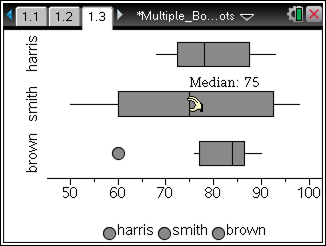 1.1 1.2 1.3 *Multiple_Bo...ots
harris
Median: 75
smith
brown
50 60 70 80 90 100
harris smith brown